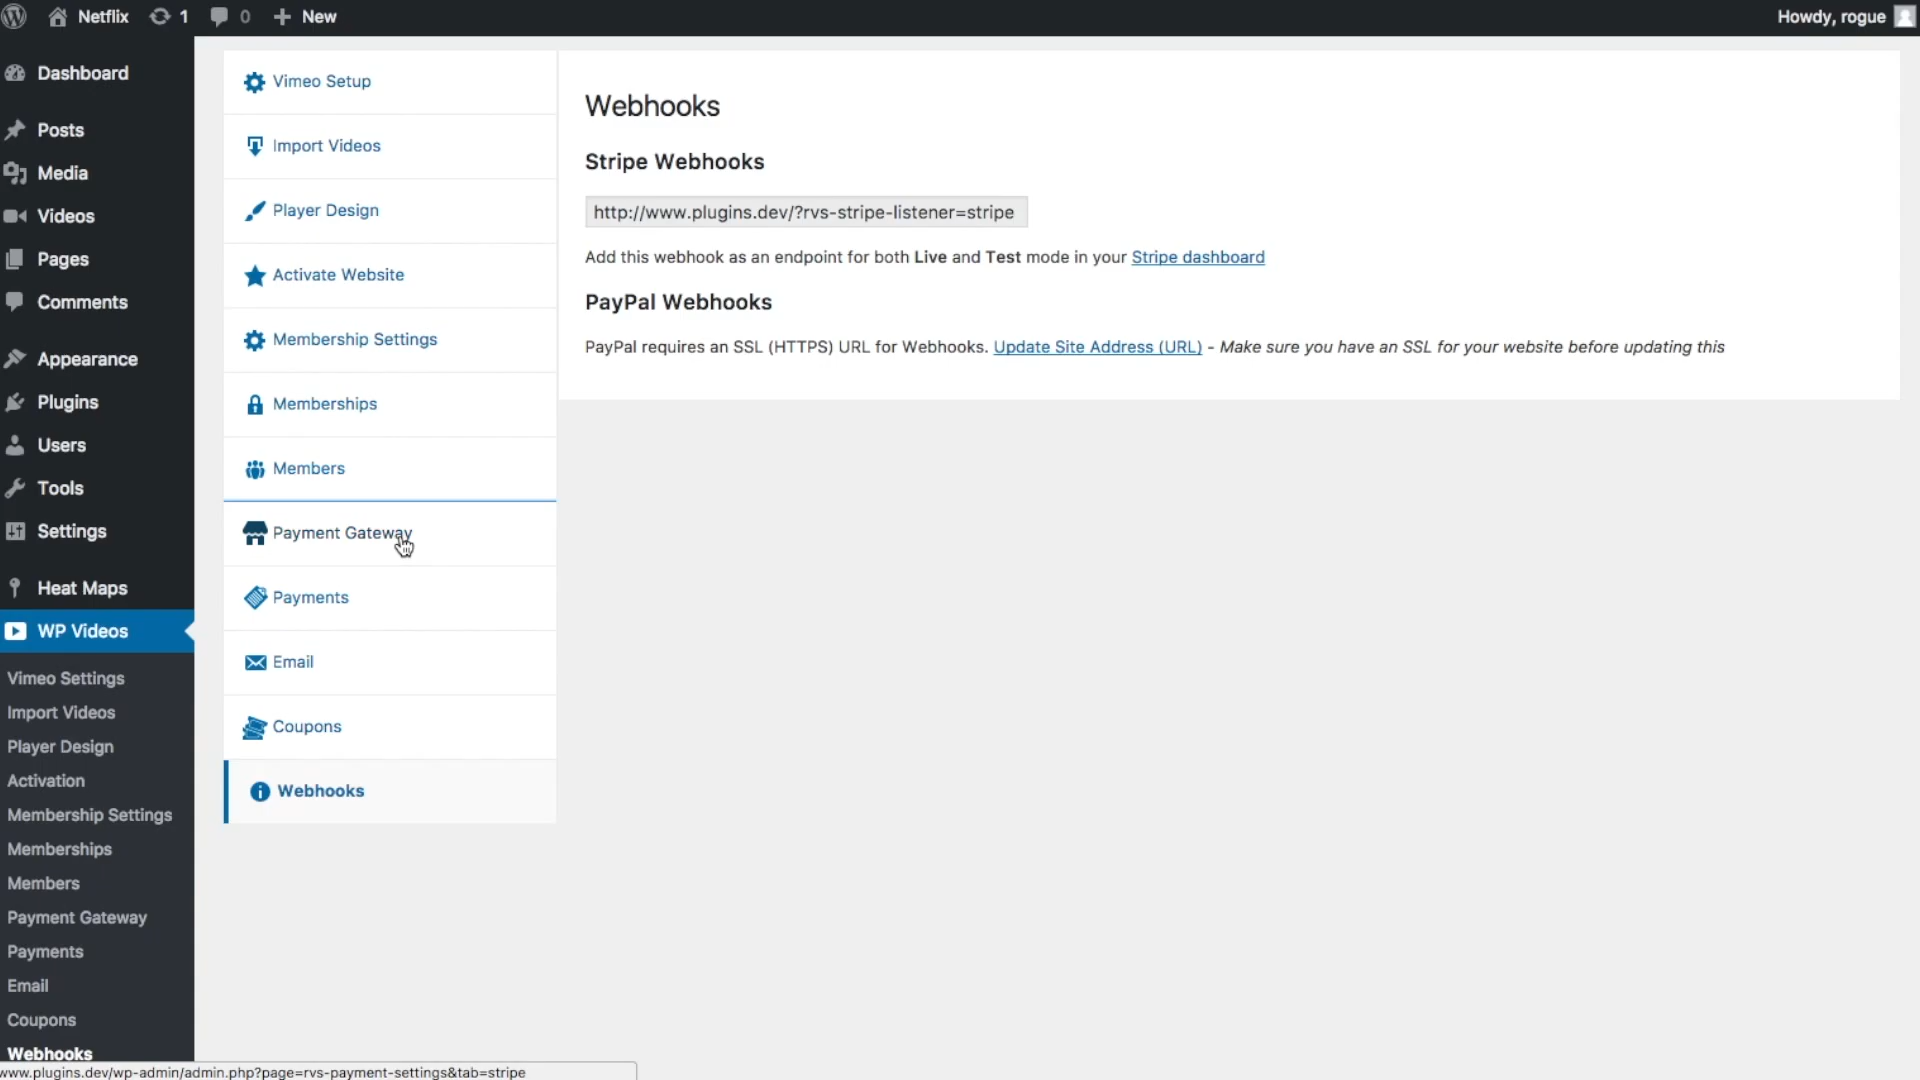 Netflix 1 0 New Howdy, rogue
Dashboard
Posts
Media
Videos
Pages
Comments
Appearance
Plugins
Users
Tools
Settings
Heat Maps
WP Videos
Vimeo Settings
Import Videos
Player Design
Activation
Membership Settings
Memberships
Members
Payment Gateway
Payments
Email
Coupons
Webhooks
Vimeo Setup
Import Videos
Player Design
Activate Website
Membership Settings
Memberships
Members
Payment Gateway
Payments
Email
Coupons
Webhooks
Webhooks
Stripe Webhooks
http://www.plugins.dev/?rvs-stripe-listener=stripe
Add this webhook as an endpoint for both Live and Test mode in your Stripe dashboard
PayPal Webhooks
PayPal requires an SSL (HTTPS) URL for Webhooks. Update Site Address (URL) - Make sure you have an SSL for your website before updating this
www.plugins.dev/wp-admin/admin.php?page=rvs-payment-settings&tab=stripe